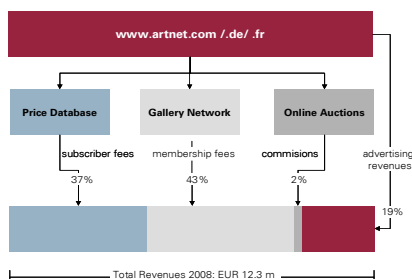 www.artnet.com /.de/ .fr
Price Database
Gallery Network
Online Auctions
subscriber fees
membership fees
commisions
advertising
revenues
37%
43%
2%
19%
Total Revenues 2008: EUR 12.3 m